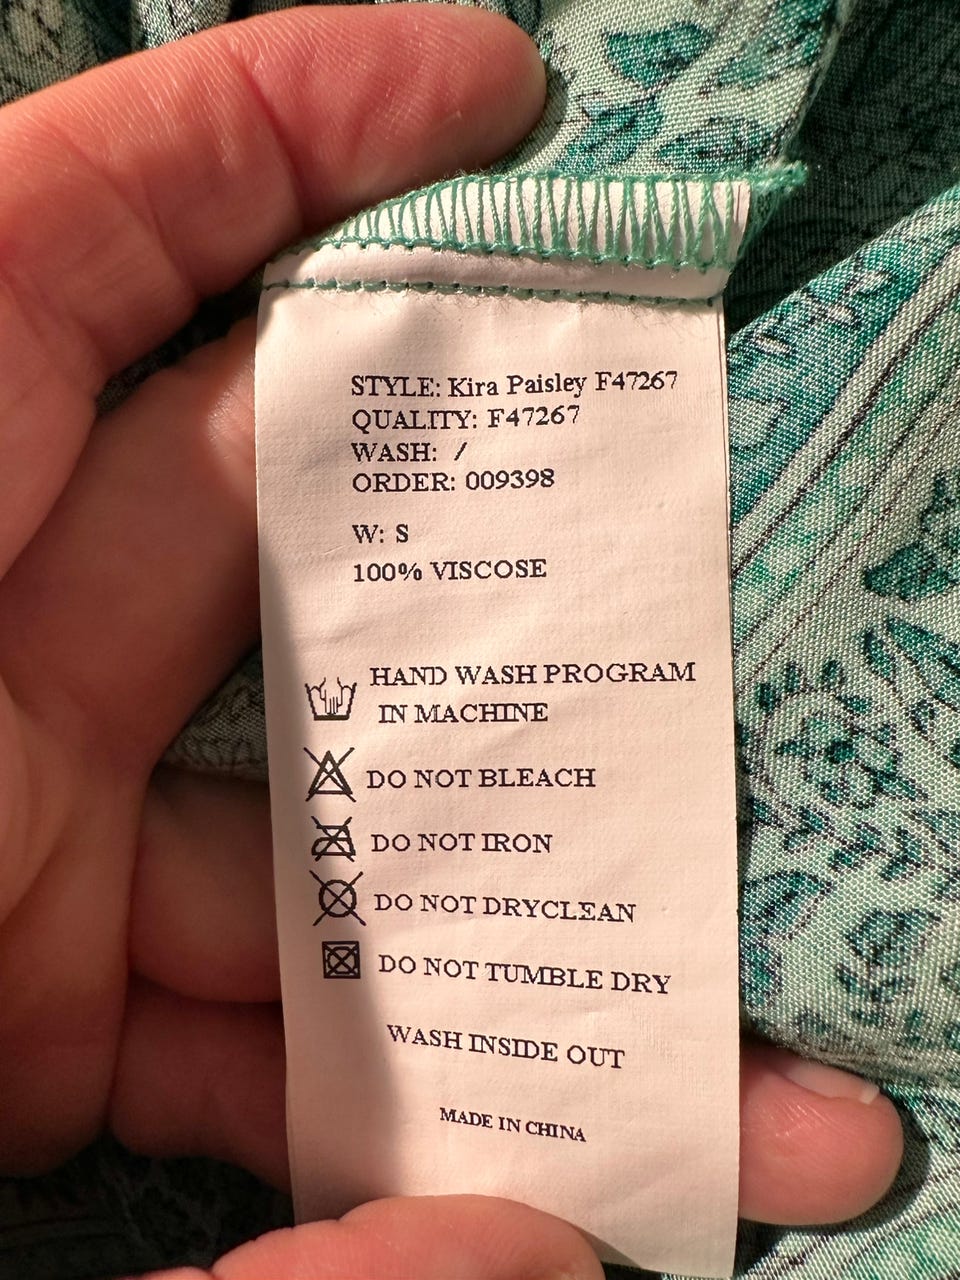 STYLE: Kira Paisley F47267
QUALITY: F47267
WASH: /
ORDER: 009398
W: S
100% VISCOSE
HAND WASH PROGRAM
IN MACHINE
DO NOT BLEACH
DO NOT IRON
DO NOT DRYCLEAN
DO NOT TUMBLE DRY
WASH INSIDE OUT
MADE IN CHINA